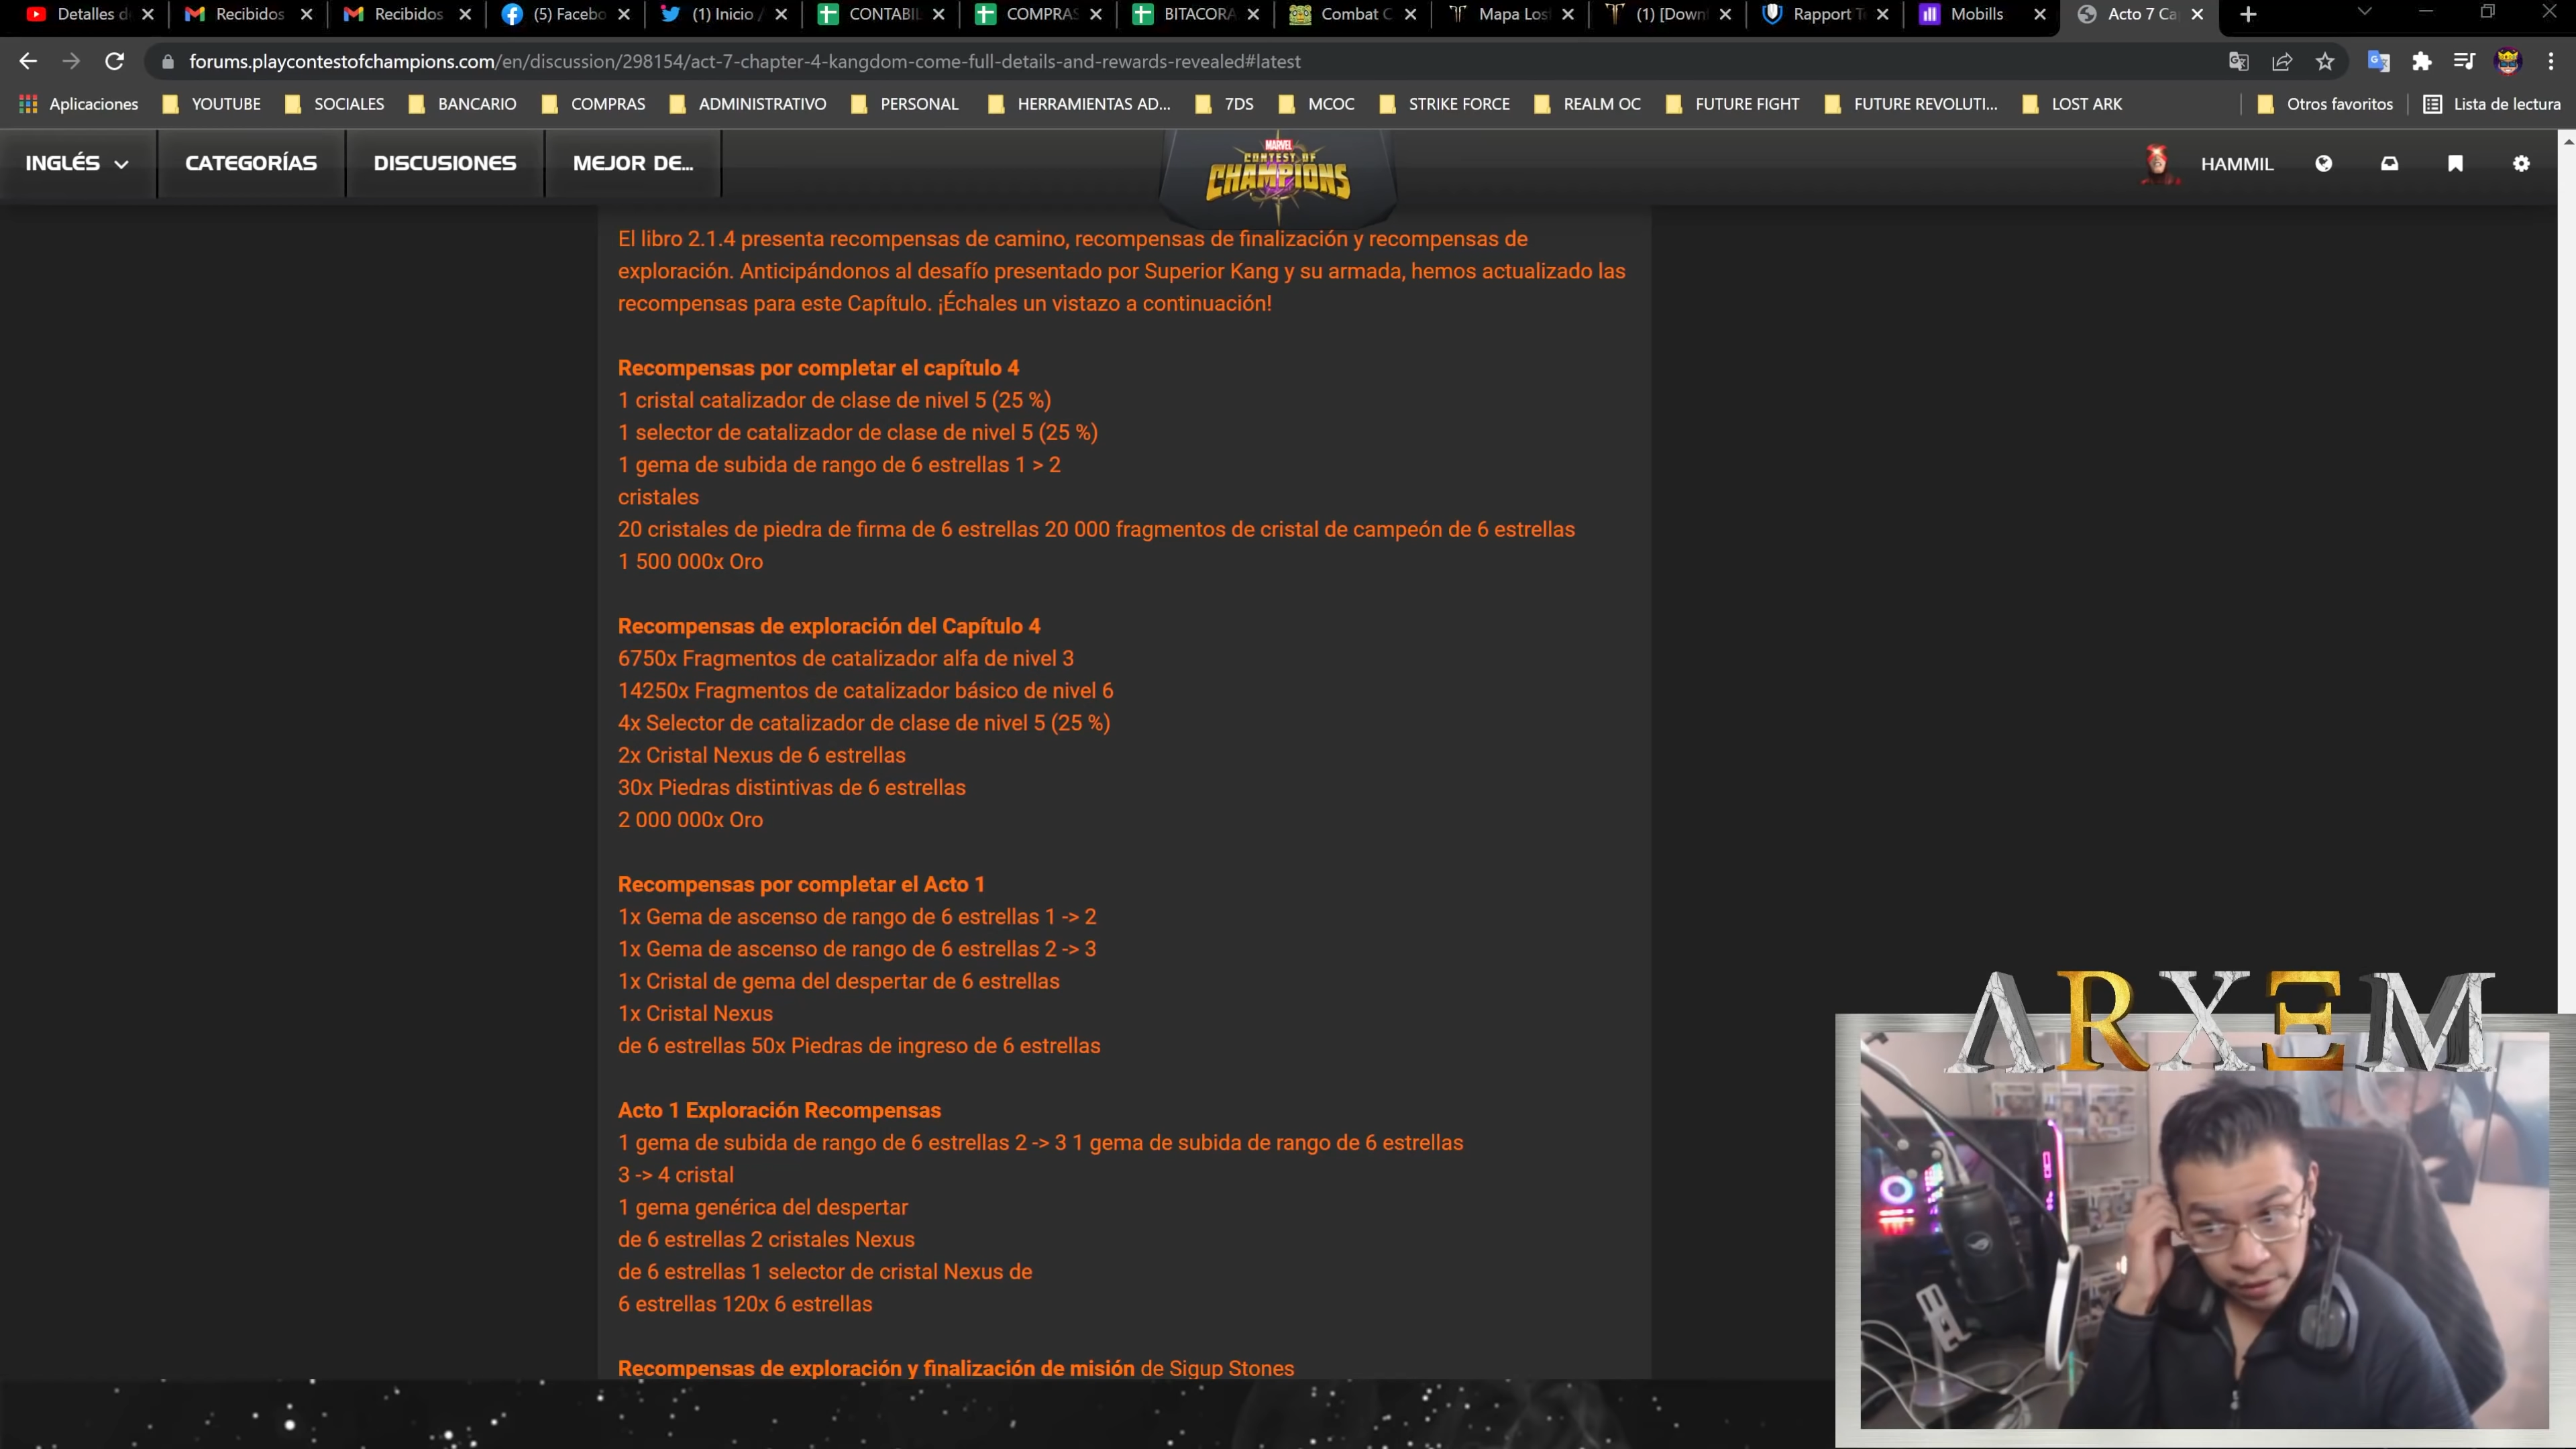 Detalles d
Recibidos
Recibidos
(5) Facebo
(1) Inicio /
CONTABIL
COMPRAS
BITACORA
Combat C
Mapa Los
(1) [Down
Rapport T
Mobills
Acto 7 Ca
forums.playcontestofchampions.com/en/discussion/298154/act-7-chapter-4-kangdom-come-full-details-and-rewards-revealed#latest
Aplicaciones YOUTUBE SOCIALES BANCARIO COMPRAS ADMINISTRATIVO PERSONAL HERRAMIENTAS AD... 7DS MCOC STRIKE FORCE REALM OC FUTURE FIGHT FUTURE REVOLUTI... LOST ARK Otros favoritos Lista de lectura
INGLÉS CATEGORÍAS DISCUSIONES MEJOR DE...
MARVEL
CONTEST OF
CHAMPIONS
HAMMIL
El libro 2.1.4 presenta recompensas de camino, recompensas de finalización y recompensas de
exploración. Anticipándonos al desafío presentado por Superior Kang y su armada, hemos actualizado las
recompensas para este Capítulo. ¡Échales un vistazo a continuación!
Recompensas por completar el capítulo 4
1 cristal catalizador de clase de nivel 5 (25 %)
1 selector de catalizador de clase de nivel 5 (25 %)
1 gema de subida de rango de 6 estrellas 1 > 2
cristales
20 cristales de piedra de firma de 6 estrellas 20 000 fragmentos de cristal de campeón de 6 estrellas
1 500 000x Oro
Recompensas de exploración del Capítulo 4
6750x Fragmentos de catalizador alfa de nivel 3
14250x Fragmentos de catalizador básico de nivel 6
4x Selector de catalizador de clase de nivel 5 (25 %)
2x Cristal Nexus de 6 estrellas
30x Piedras distintivas de 6 estrellas
2 000 000x Oro
Recompensas por completar el Acto 1
1x Gema de ascenso de rango de 6 estrellas 1 -> 2
1x Gema de ascenso de rango de 6 estrellas 2 -> 3
1x Cristal de gema del despertar de 6 estrellas
1x Cristal Nexus
de 6 estrellas 50x Piedras de ingreso de 6 estrellas
Acto 1 Exploración Recompensas
1 gema de subida de rango de 6 estrellas 2 -> 3 1 gema de subida de rango de 6 estrellas
3 -> 4 cristal
1 gema genérica del despertar
de 6 estrellas 2 cristales Nexus
de 6 estrellas 1 selector de cristal Nexus de
6 estrellas 120x 6 estrellas
Recompensas de exploración y finalización de misión de Sigup Stones
ΛRXΞM